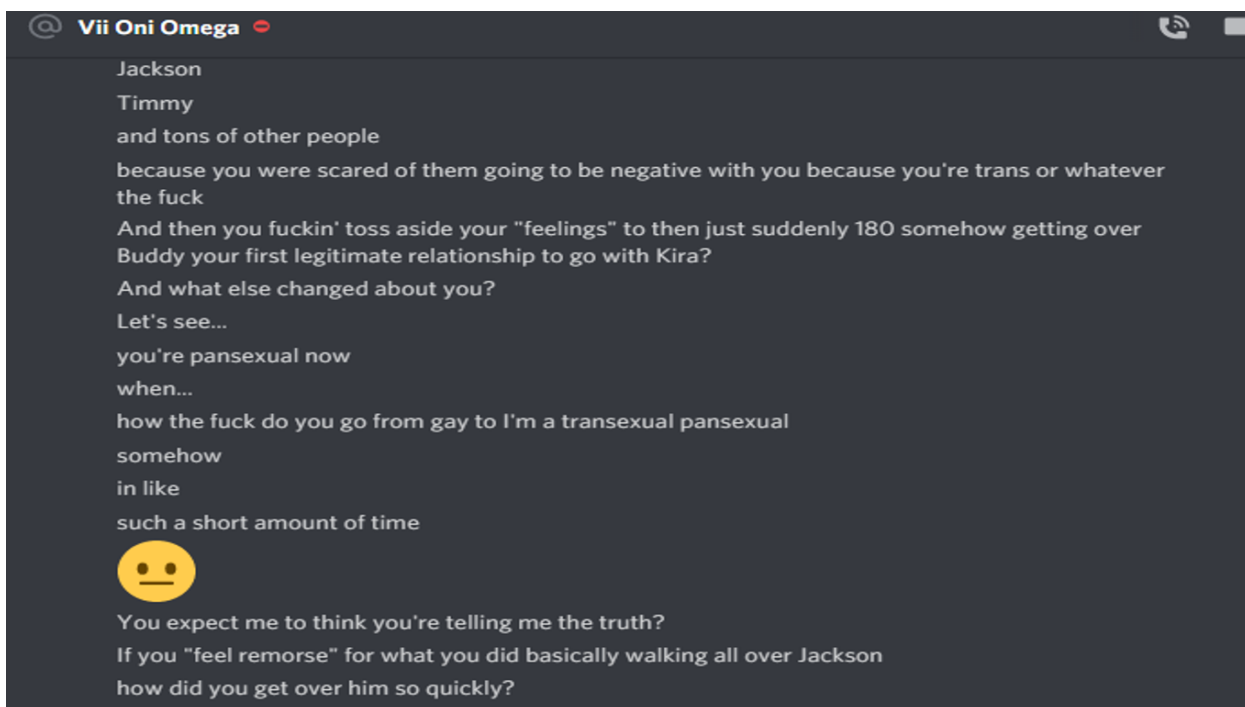 @ Vii Oni Omega
Jackson
Timmy
and tons of other people
because you were scared of them going to be negative with you because you're trans or whatever
the fuck
And then you fuckin' toss aside your "feelings" to then just suddenly 180 somehow getting over
Buddy your first legitimate relationship to go with Kira?
And what else changed about you?
Let's see...
you're pansexual now
when...
how the fuck do you go from gay to I'm a transexual pansexual
somehow
in like
such a short amount of time
You expect me to think you're telling me the truth?
If you "feel remorse" for what you did basically walking all over Jackson
how did you get over him so quickly?